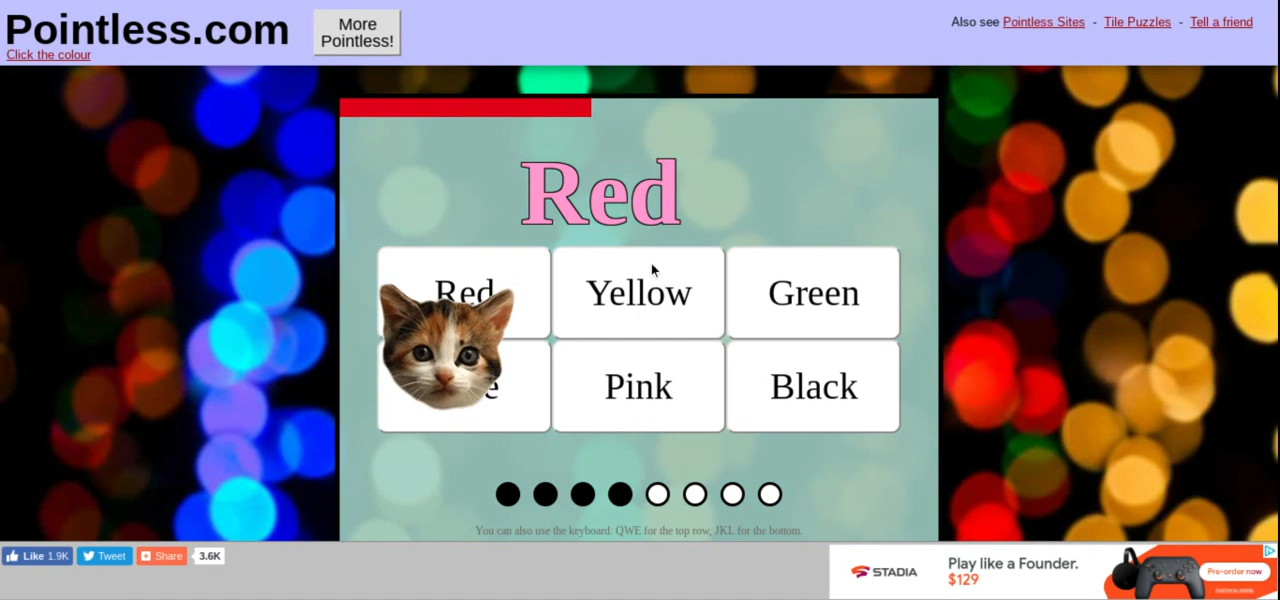 Pointless.com
Click the colour
More
Pointless!
Also see Pointless Sites - Tile Puzzles - Tell a friend
Red
Red Yellow Green
Pink Black
You can also use the keyboard: QWE for the top row, JKL for the bottom.
Like 1.9K Tweet Share 3.6K
STADIA
Play like a Founder.
$129
Pre-order now